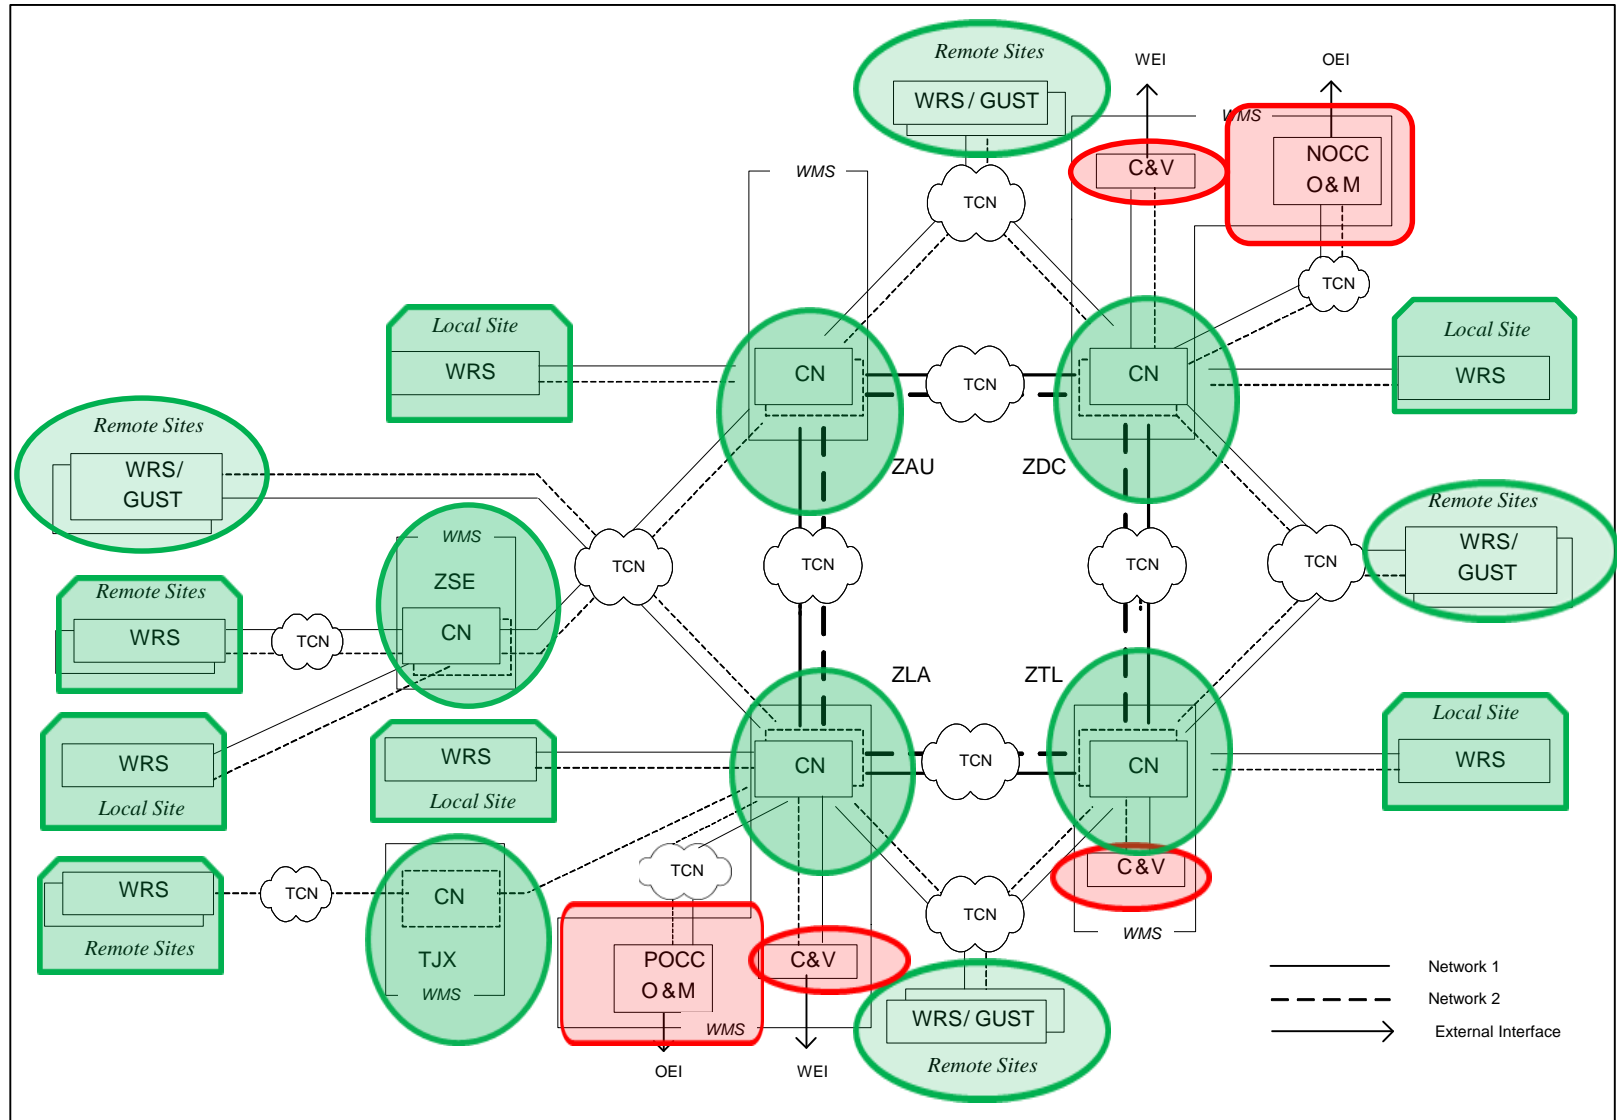 Remote Sites
WEI
OEI
WRS / GUST
WMS
NOCC
O & M
C&V
WMS
TCN
TCN
Local Site
WRS
CN
TCN
CN
Local Site
WRS
Remote Sites
WRS/
GUST
ZAU
ZDC
Remote Sites
WRS/
GUST
WMS
ZSE
CN
TCN
TCN
TCN
TCN
Remote Sites
WRS
TCN
ZLA
ZTL
Local Site
WRS
WRS
Local Site
WRS
Local Site
CN
TCN
CN
WRS
Remote Sites
TCN
CN
TJX
WMS
TCN
C & V
TCN
WMS
POCC
O & M
C&V
WMS
WRS/ GUST
Remote Sites
OEI
WEI
Network 1
Network 2
External Interface